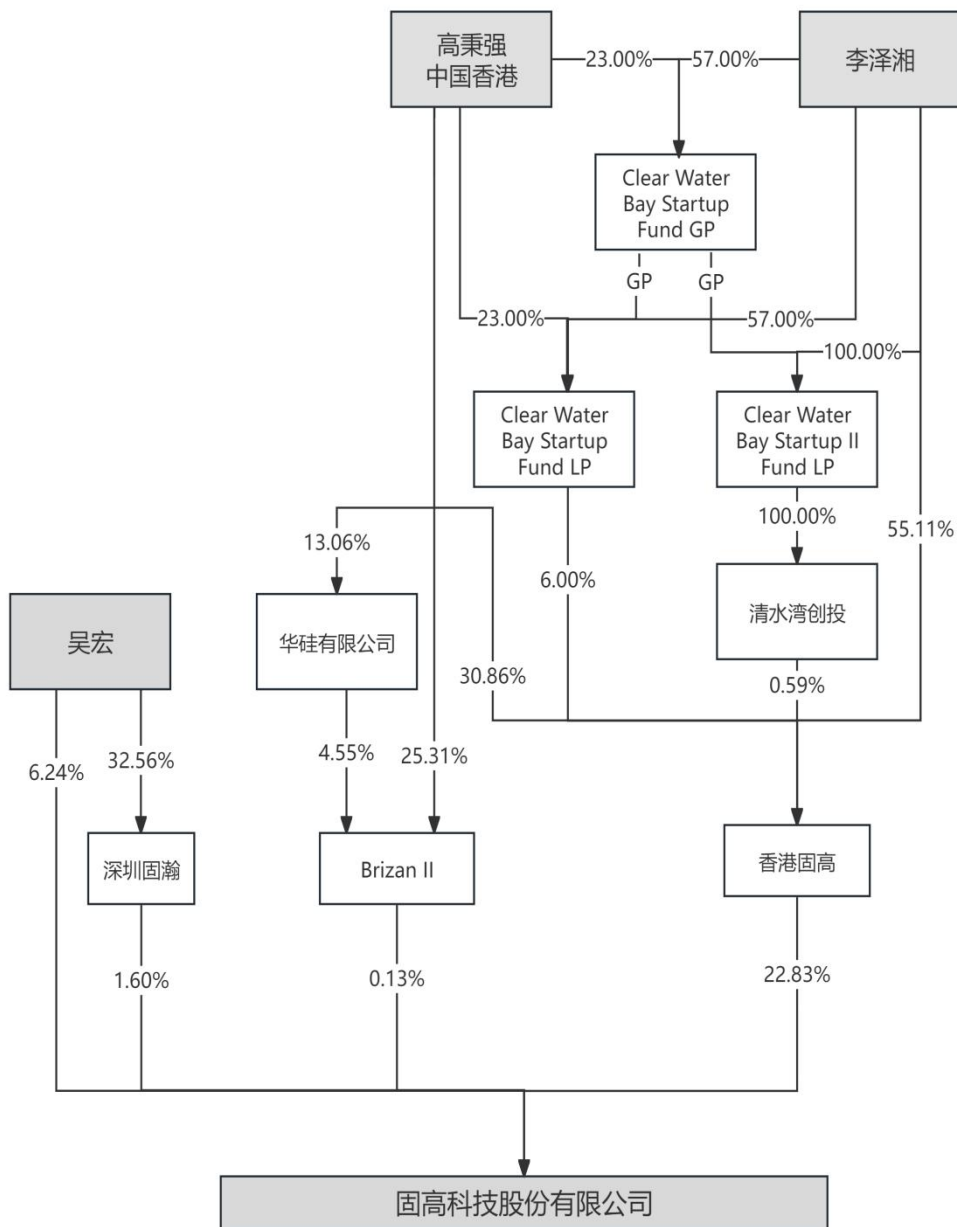 高秉强
中国香港
23.00%
57.00%
李泽湘
Clear Water
Bay Startup
Fund GP
GP
GP
23.00%
57.00%
100.00%
Clear Water
Bay Startup
Fund LP
Clear Water
Bay Startup II
Fund LP
100.00%
55.11%
13.06%
6.00%
清水湾创投
吴宏
华硅有限公司
30.86%
0.59%
6.24%
32.56%
4.55%
25.31%
深圳固瀚
Brizan II
香港固高
1.60%
0.13%
22.83%
固高科技股份有限公司